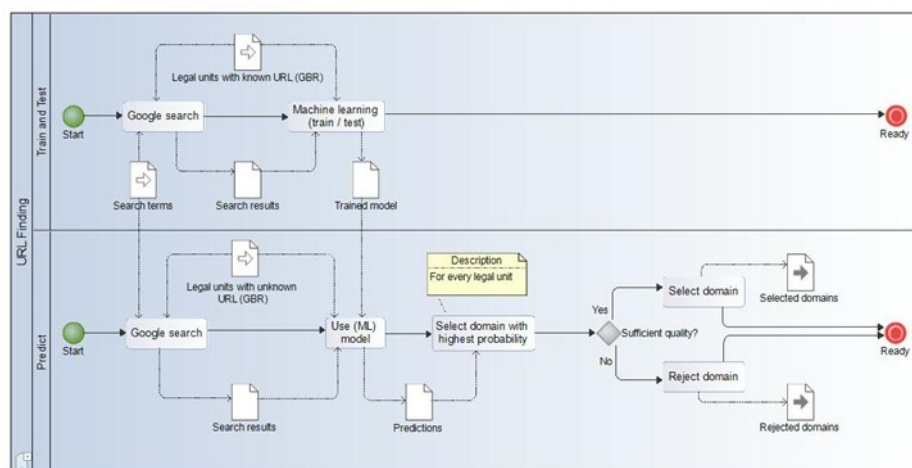 URL Finding
Train and Test
Legal units with known URL (GBR)
Start
Google search
Machine learning
(train / test)
Ready
Search terms
Search results
Trained model
Predict
Legal units with unknown
URL (GBR)
Description
For every legal unit
Start
Google search
Use (ML)
model
Select domain with
highest probability
Yes
Sufficient quality?
No
Select domain
Selected domains
Ready
Reject domain
Rejected domains
Search results
Predictions